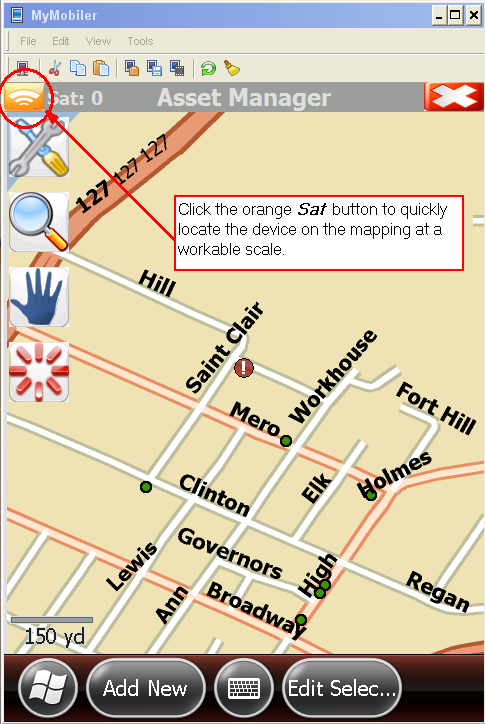 MyMobiler
File Edit View Tools
Sat: 0 Asset Manager
127 127 127
Click the orange Sat button to quickly
locate the device on the mapping at a
workable scale.
Hill
Saint Clair
Workhouse
Fort Hill
Mero
Holmes
Clinton
Elk
Governors
Lewis
High
Regan
Ann
Broadway
150 yd
Add New
Edit Selec...